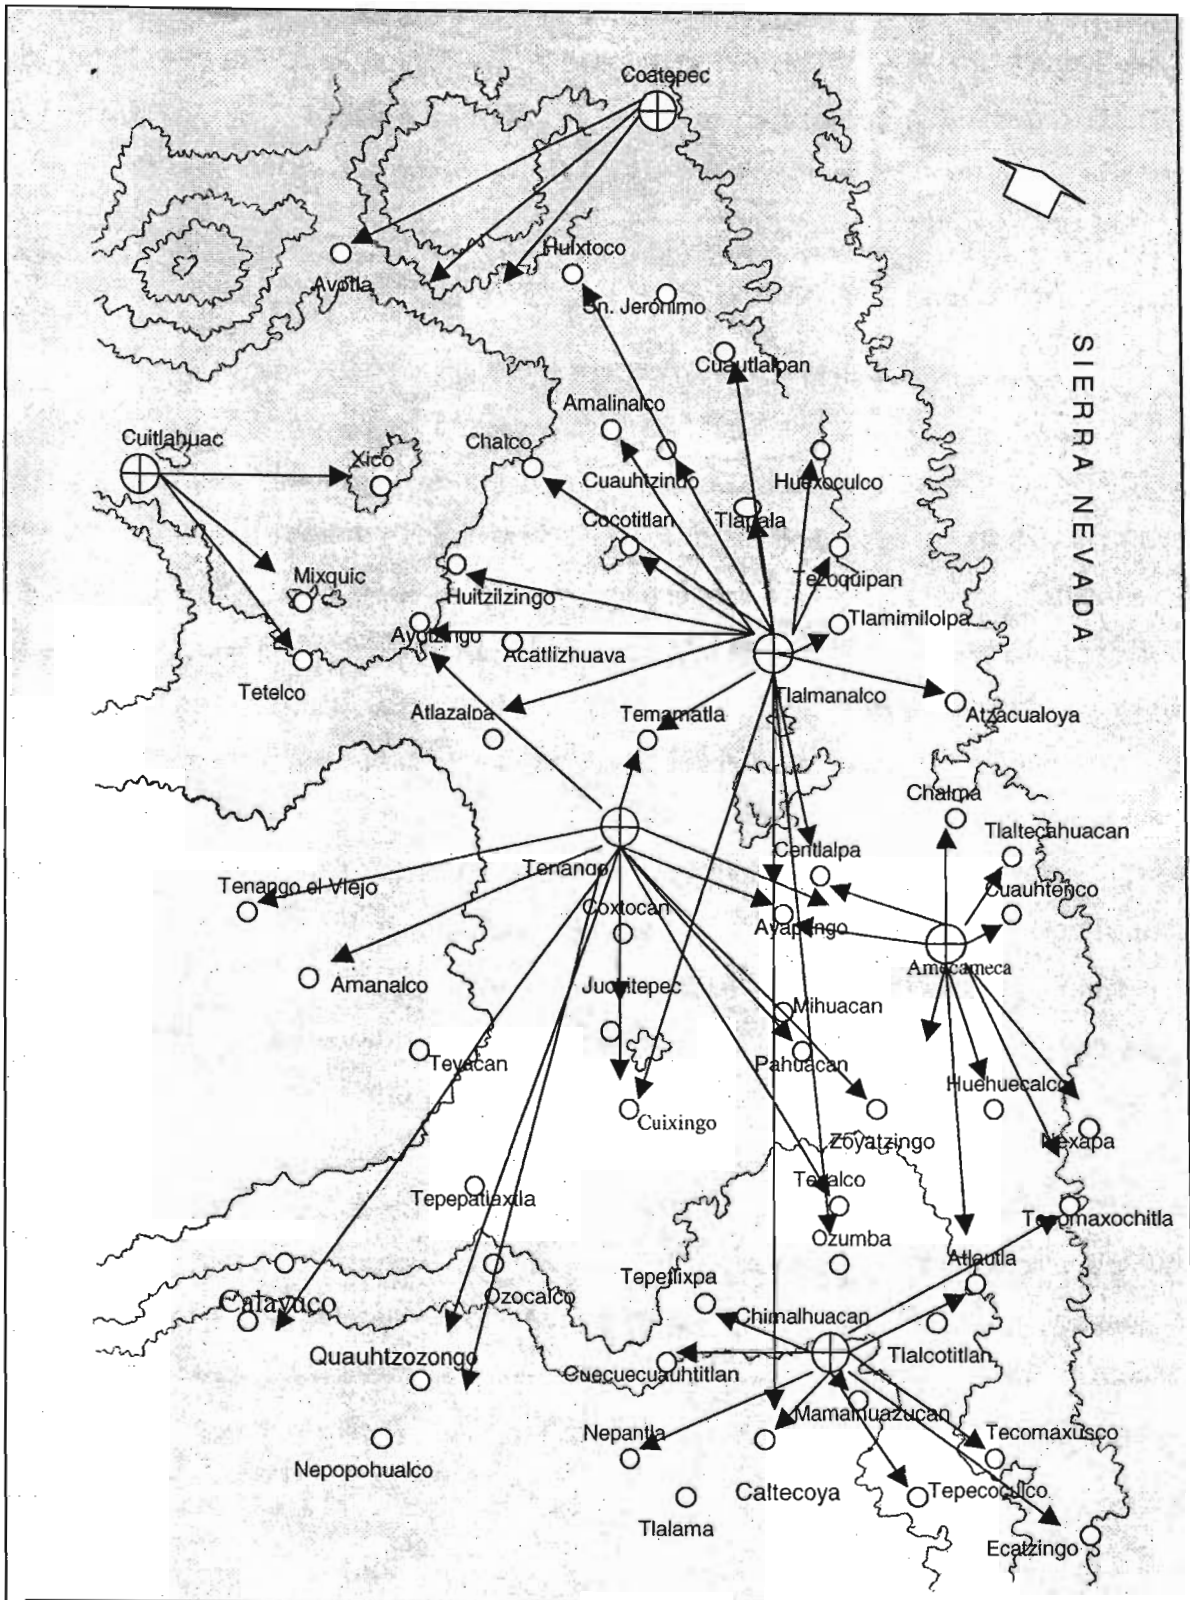 Coatepec
Huixtoco
Ayotla
Sn. Jeronimo
Cuautlalpan
SIERRA NEVADA
Amalinalco
Cuitlahuac
Chalco
Xico
Cuauhtzingo
Huexoculco
Cocotitlan
Tlapala
Mixquic
Tezoquipan
Huitzilzingo
Tlamimilolpa
Ayotzingo
Acatlizhuava
Tetelco
Tlalmanalco
Atlazalpa
Temamatla
Atzacualoya
Chalma
Tlaltecahuacan
Centlalpa
Tenango
Tenango el Viejo
Cuauhtenco
Coxtocan
Ayapango
Amecameca
Amanalco
Juchitepec
Mihuacan
Teyacan
Pahuacan
Huehuecalco
Cuixingo
Zoyatzingo
Nexapa
Tepepatlaxtla
Texalco
Tecomaxochitla
Ozumba
Atlautla
Tepetlixpa
Calayuco
Ozocalco
Chimalhuacan
Quauhtzozongo
Tlalcotitlan
Cuecuecuauhtitlan
Mamalhuazucan
Nepantla
Tecomaxusco
Nepopohualco
Caltecoya
Tepecoculco
Tlalama
Ecatzingo